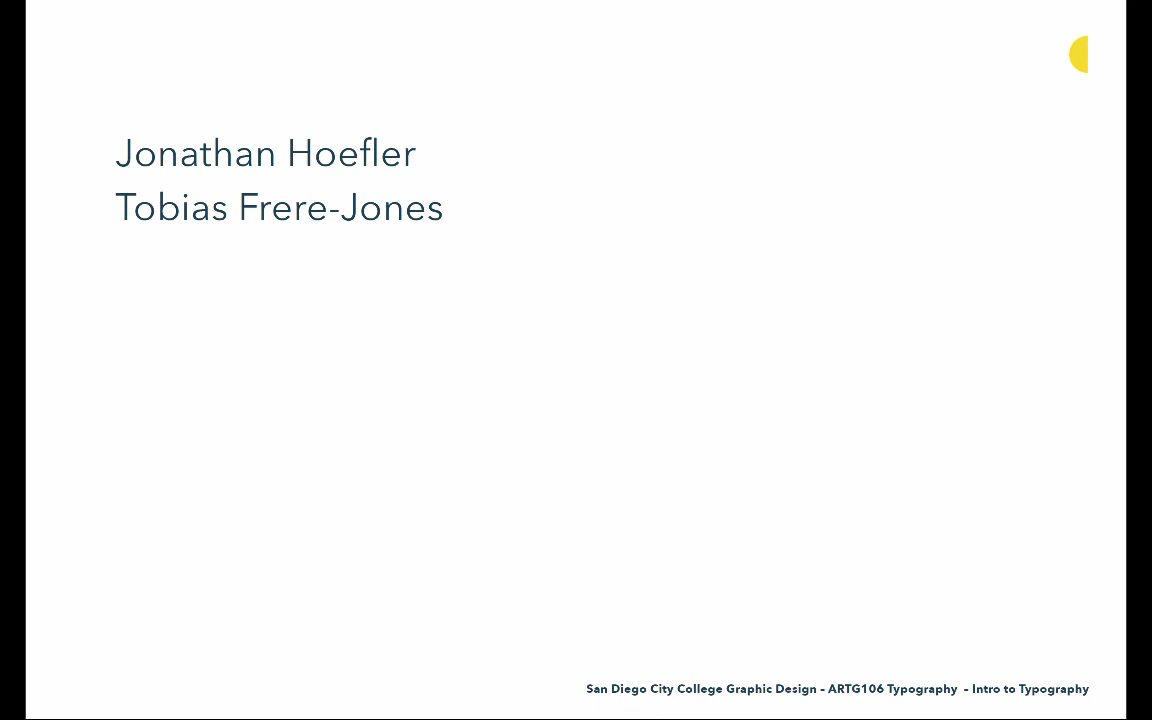 Jonathan Hoefler
Tobias Frere-Jones
San Diego City College Graphic Design – ARTG106 Typography – Intro to Typography